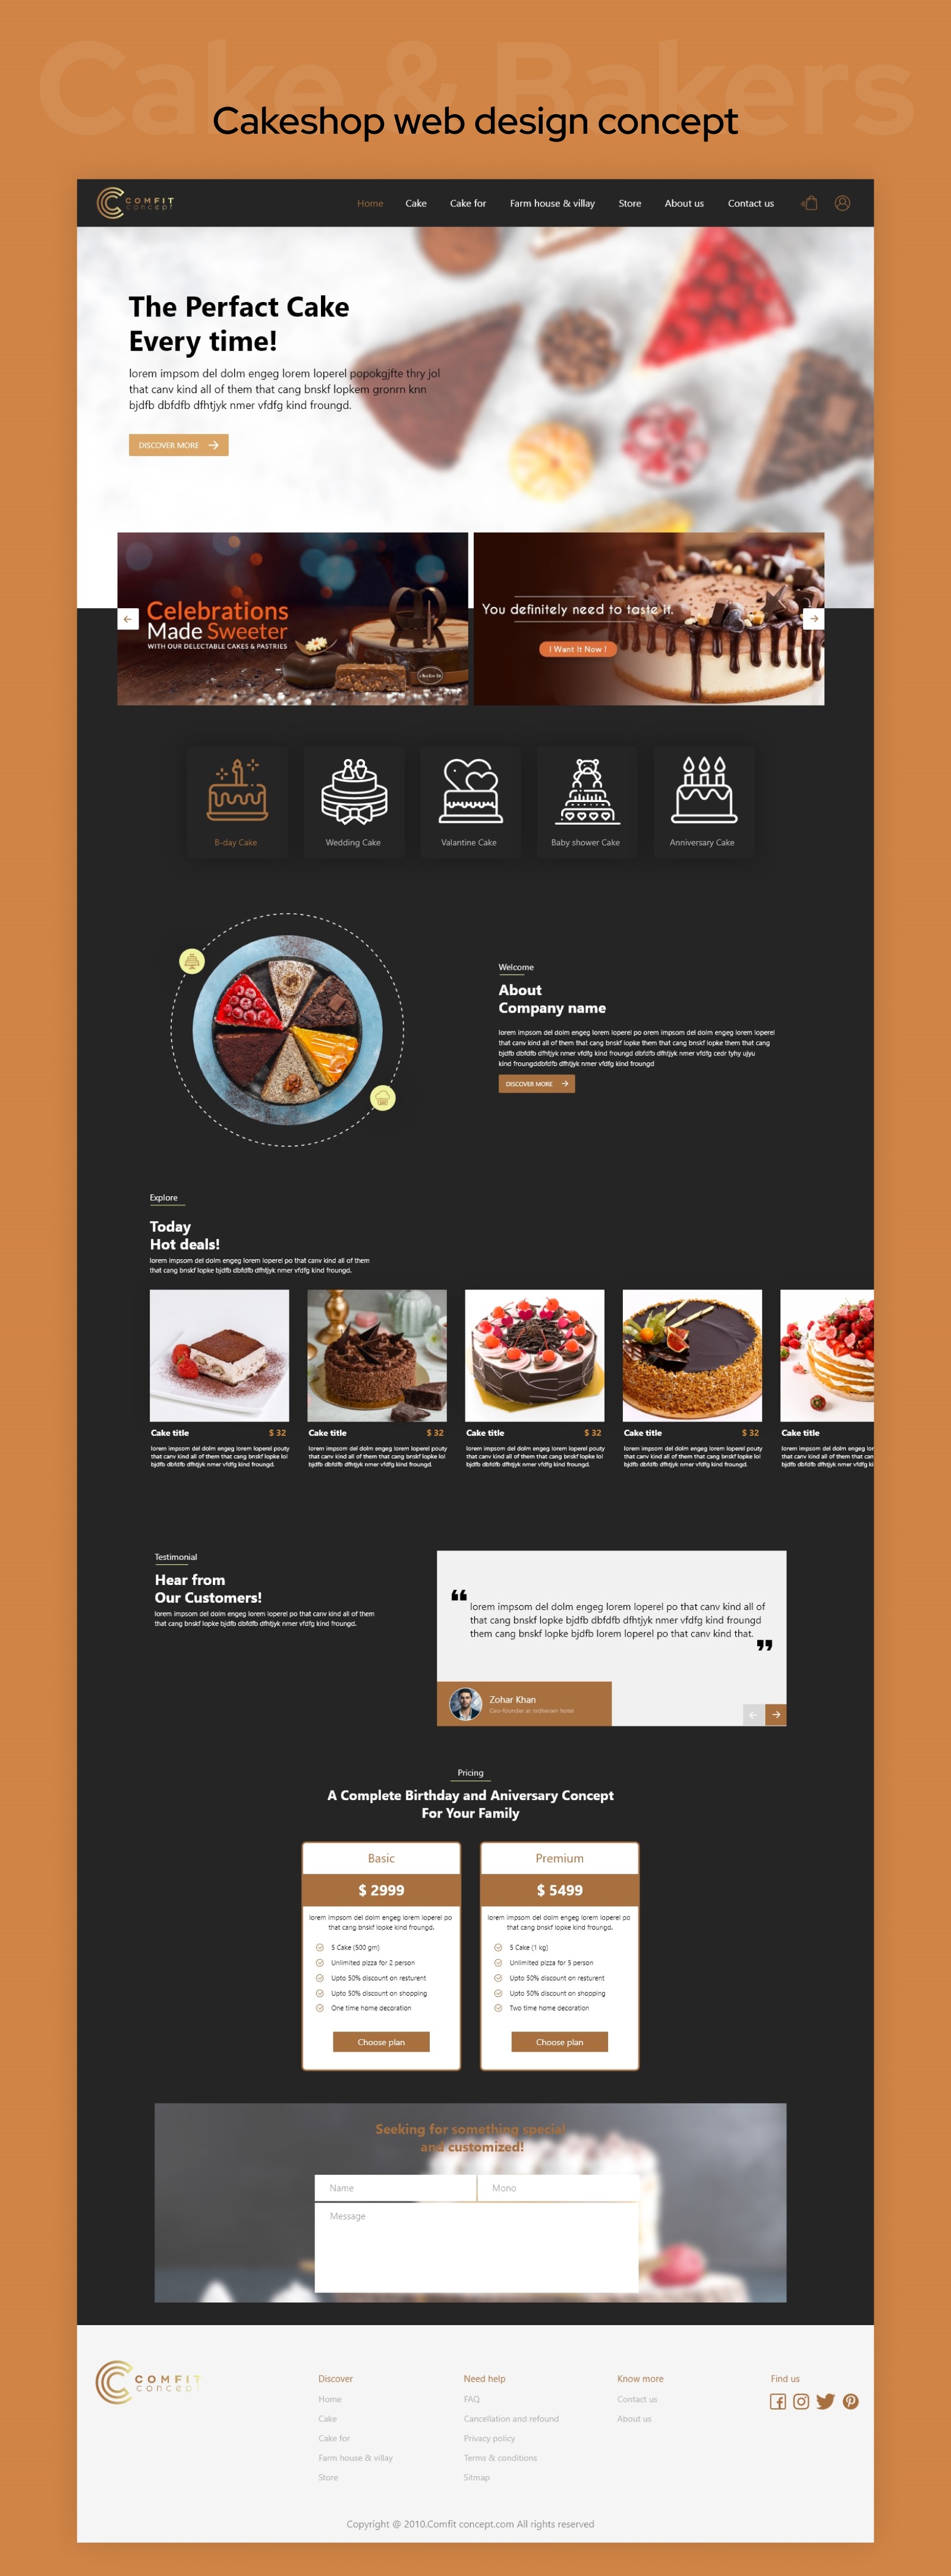 Cake & Bakers
Cakeshop web design concept
COMFIT
concept
Home
Cake
Cake for
Farm house & villay
Store
About us
Contact us
The Perfect Cake
Every time!
lorem impsom del dolm engeg lorem loperel popokgjfte thry jol
that canv kind all of them that cang bnskf lopkem gronrn knn
bjdfb dbfdfb dfhtjyk nmer vfdfg kind froungd.
DISCOVER MORE
Celebrations
Made Sweeter
WITH OUR DELECTABLE CAKES & PASTRIES
You definitely need to taste it.
I Want It Now !
B-day Cake
Wedding Cake
Valantine Cake
Baby shower Cake
Anniversary Cake
Welcome
About
Company name
lorem impsom del dolm engeg lorem loperel po orem impsom del dolm engeg lorem loperel
that canv kind all of them that cang bnskf lopke them that cang bnskf lopke them that cang
bjdfb dbfdfb dfhtjyk nmer vfdfg kind froungd dbfdfb dfhtjyk nmer vfdfg cedr tyhy ujyu
kind froungddbfdfb dfhtjyk nmer vfdfg kind froungd
DISCOVER MORE
Explore
Today
Hot deals!
lorem impsom del dolm engeg lorem loperel po that canv kind all of them
that cang bnskf lopke bjdfb dbfdfb dfhtjyk nmer vfdfg kind froungd.
Cake title $ 32
lorem impsom del dolm engeg lorem loperel pouty
that canv kind all of them that cang bnskf lopke lol
bjdfb dbfdfb dfhtjyk nmer vfdfg kind froungd.
Cake title $ 32
lorem impsom del dolm engeg lorem loperel pouty
that canv kind all of them that cang bnskf lopke lol
bjdfb dbfdfb dfhtjyk nmer vfdfg kind froungd.
Cake title $ 32
lorem impsom del dolm engeg lorem loperel pouty
that canv kind all of them that cang bnskf lopke lol
bjdfb dbfdfb dfhtjyk nmer vfdfg kind froungd.
Cake title $ 32
lorem impsom del dolm engeg lorem loperel pouty
that canv kind all of them that cang bnskf lopke lol
bjdfb dbfdfb dfhtjyk nmer vfdfg kind froungd.
Cake title
lorem impsom del dolm engeg lor
that canv kind all of them that can
bjdfb dbfdfb dfhtjyk nmer vfdfg ki
Testimonial
Hear from
Our Customers!
lorem impsom del dolm engeg lorem loperel po that canv kind all of them
that cang bnskf lopke bjdfb dbfdfb dfhtjyk nmer vfdfg kind froungd.
“
lorem impsom del dolm engeg lorem loperel po that canv kind all of
that cang bnskf lopke bjdfb dbfdfb dfhtjyk nmer vfdfg kind froungd
them cang bnskf lopke bjdfb lorem loperel po that canv kind that.
”
Zohar Khan
Ceo-founder at radheram hotel
Pricing
A Complete Birthday and Aniversary Concept
For Your Family
Basic
$ 2999
lorem impsom del dolm engeg lorem loperel po
that cang bnskf lopke kind froungd.
5 Cake (500 gm)
Unlimited pizza for 2 person
Upto 50% discount on resturent
Upto 50% discount on shopping
One time home decoration
Choose plan
Premium
$ 5499
lorem impsom del dolm engeg lorem loperel po
that cang bnskf lopke kind froungd.
5 Cake (1 kg)
Unlimited pizza for 5 person
Upto 50% discount on resturent
Upto 50% discount on shopping
Two time home decoration
Choose plan
Seeking for something special
and customized!
Name
Mono
Message
COMFIT
concept
Discover
Home
Cake
Cake for
Farm house & villay
Store
Need help
FAQ
Cancellation and refound
Privacy policy
Terms & conditions
Sitmap
Know more
Contact us
About us
Find us
Copyright @ 2010.Comfit concept.com All rights reserved